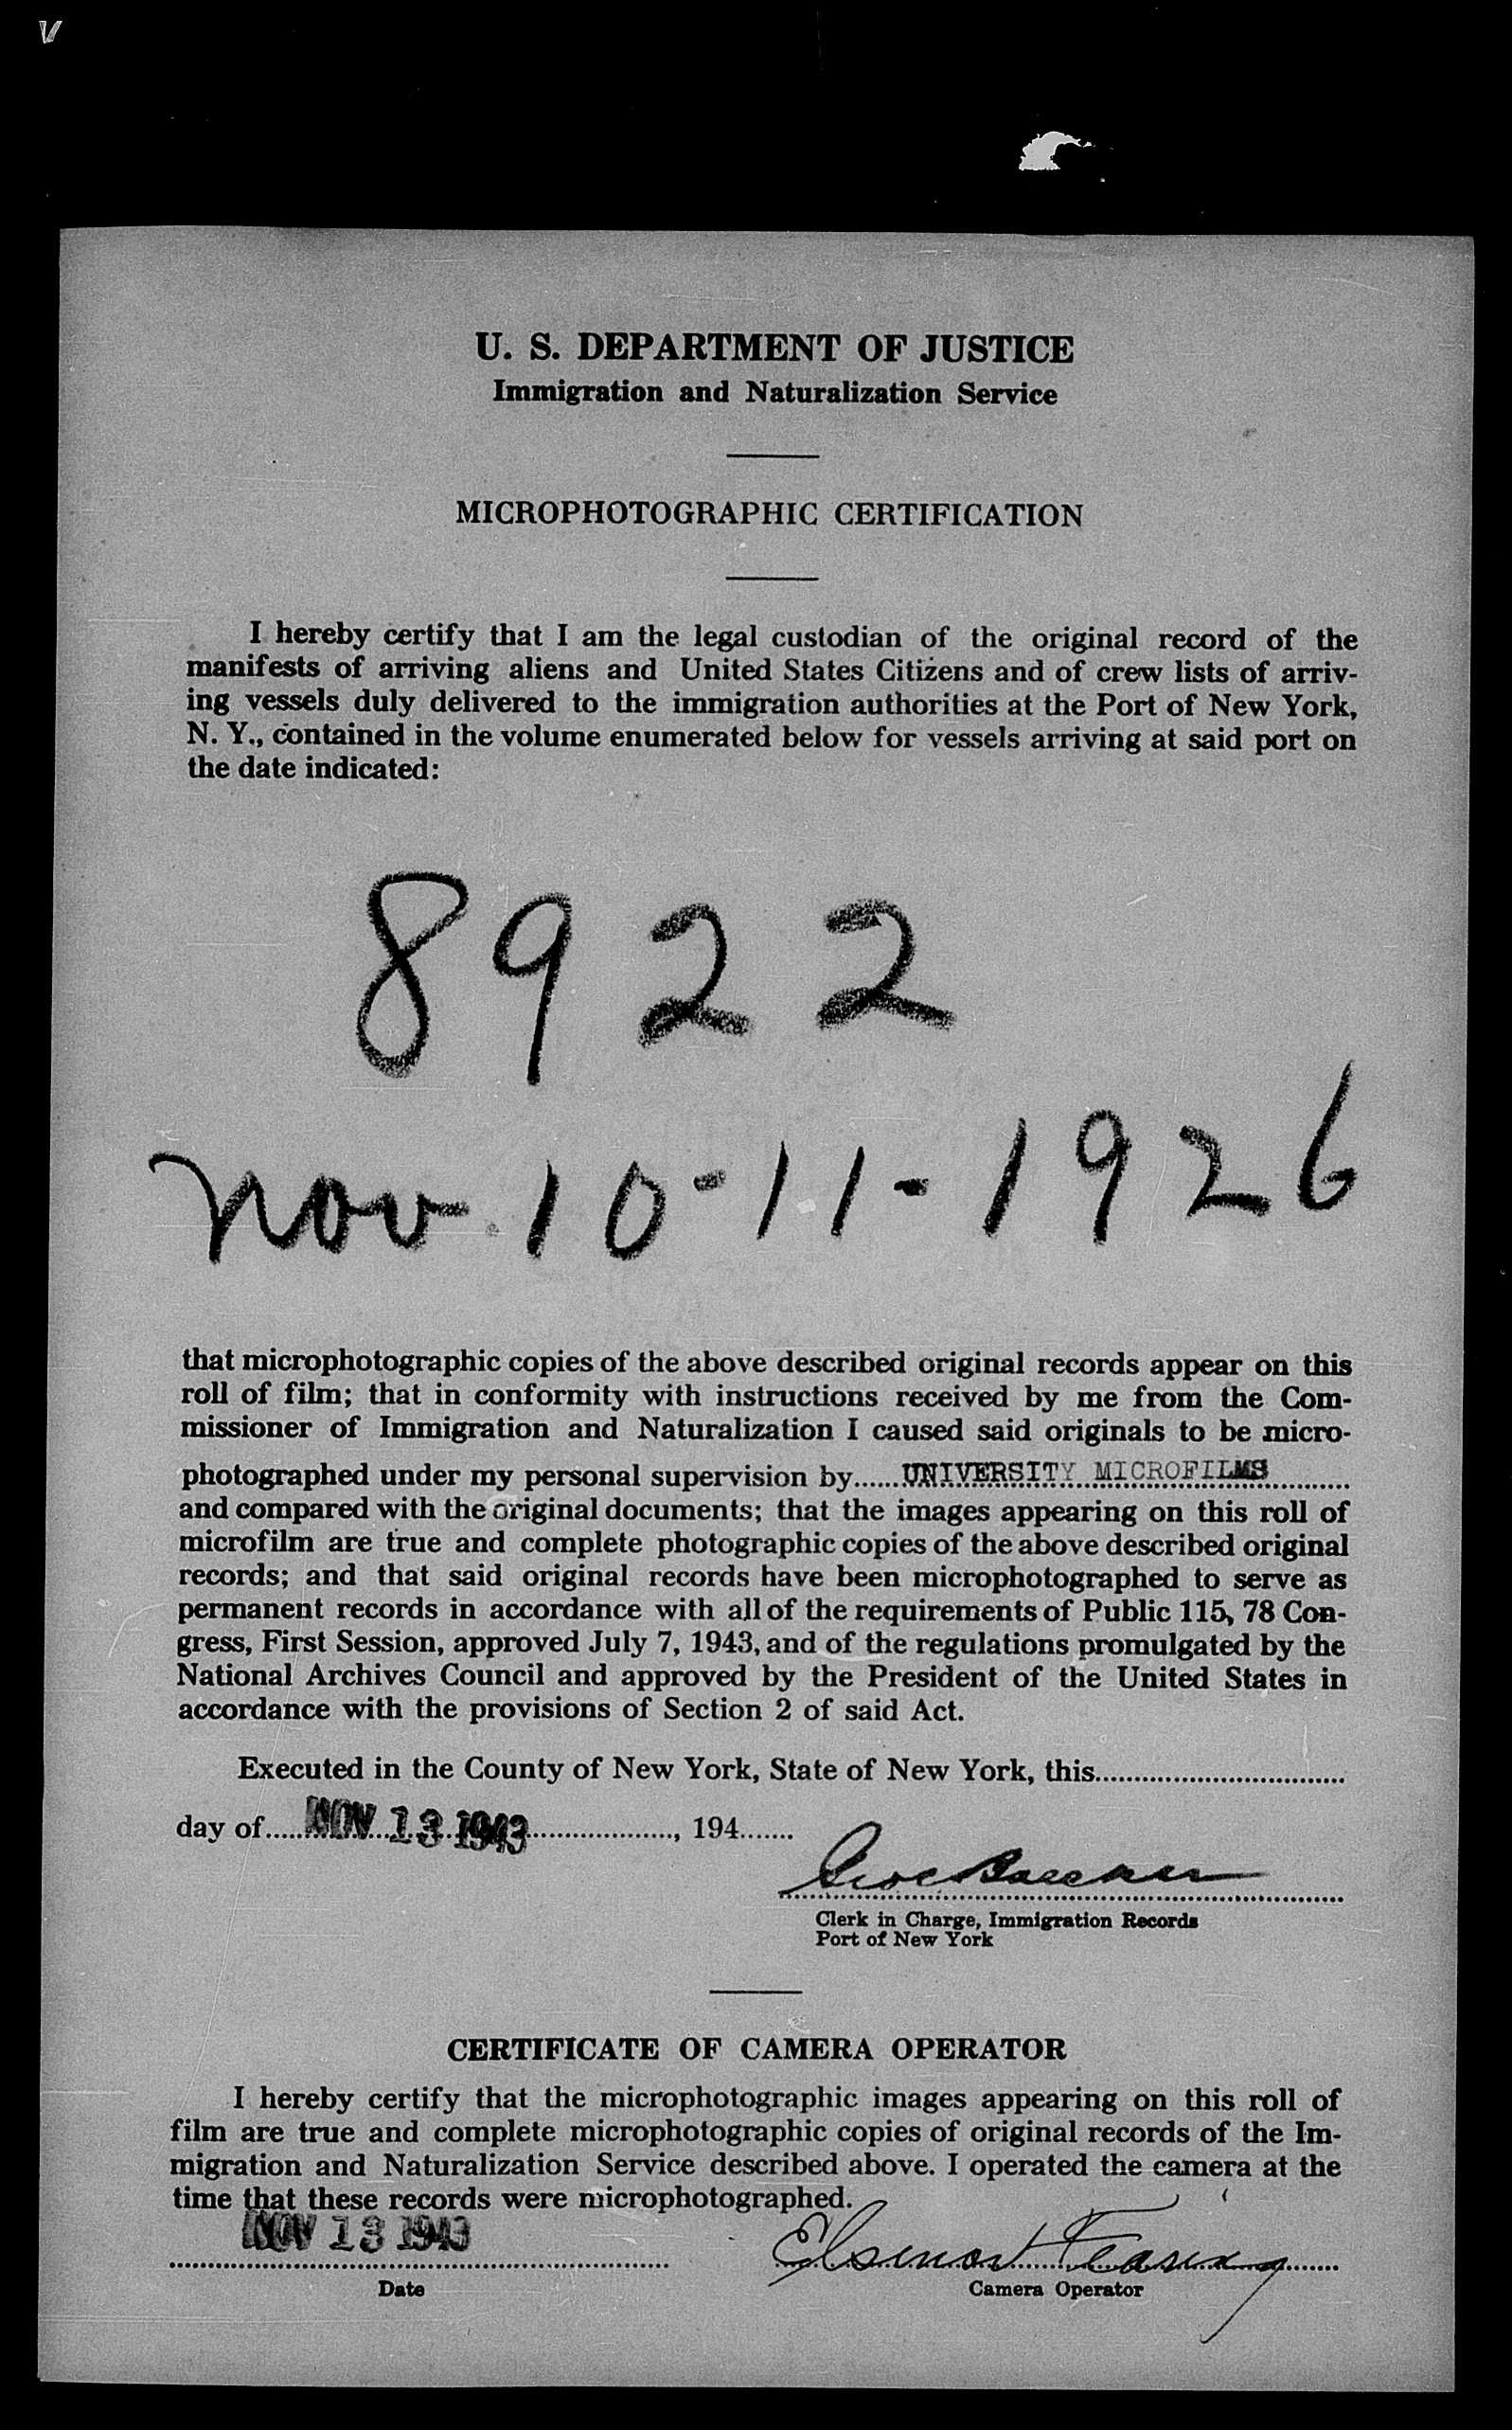 U. S. DEPARTMENT OF JUSTICE
Immigration and Naturalization Service
MICROPHOTOGRAPHIC CERTIFICATION
I hereby certify that I am the legal custodian of the original record of the
manifests of arriving aliens and United States Citizens and of crew lists of arriv-
ing vessels duly delivered to the immigration authorities at the Port of New York,
N. Y., contained in the volume enumerated below for vessels arriving at said port on
the date indicated:
8922
Nov 10-11-1926
that microphotographic copies of the above described original records appear on this
roll of film; that in conformity with instructions received by me from the Com-
missioner of Immigration and Naturalization I caused said originals to be micro-
photographed under my personal supervision by......UNIVERSITY MICROFILMS
and compared with the original documents; that the images appearing on this roll of
microfilm are true and complete photographic copies of the above described original
records; and that said original records have been microphotographed to serve as
permanent records in accordance with all of the requirements of Public 115, 78 Con-
gress, First Session, approved July 7, 1943, and of the regulations promulgated by the
National Archives Council and approved by the President of the United States in
accordance with the provisions of Section 2 of said Act.
Executed in the County of New York, State of New York, this
day of NOV 13 1943, 194
Clerk in Charge, Immigration Records
Port of New York
CERTIFICATE OF CAMERA OPERATOR
I hereby certify that the microphotographic images appearing on this roll of
film are true and complete microphotographic copies of original records of the Im-
migration and Naturalization Service described above. I operated the camera at the
time that these records were microphotographed.
NOV 13 1943
Date
Camera Operator